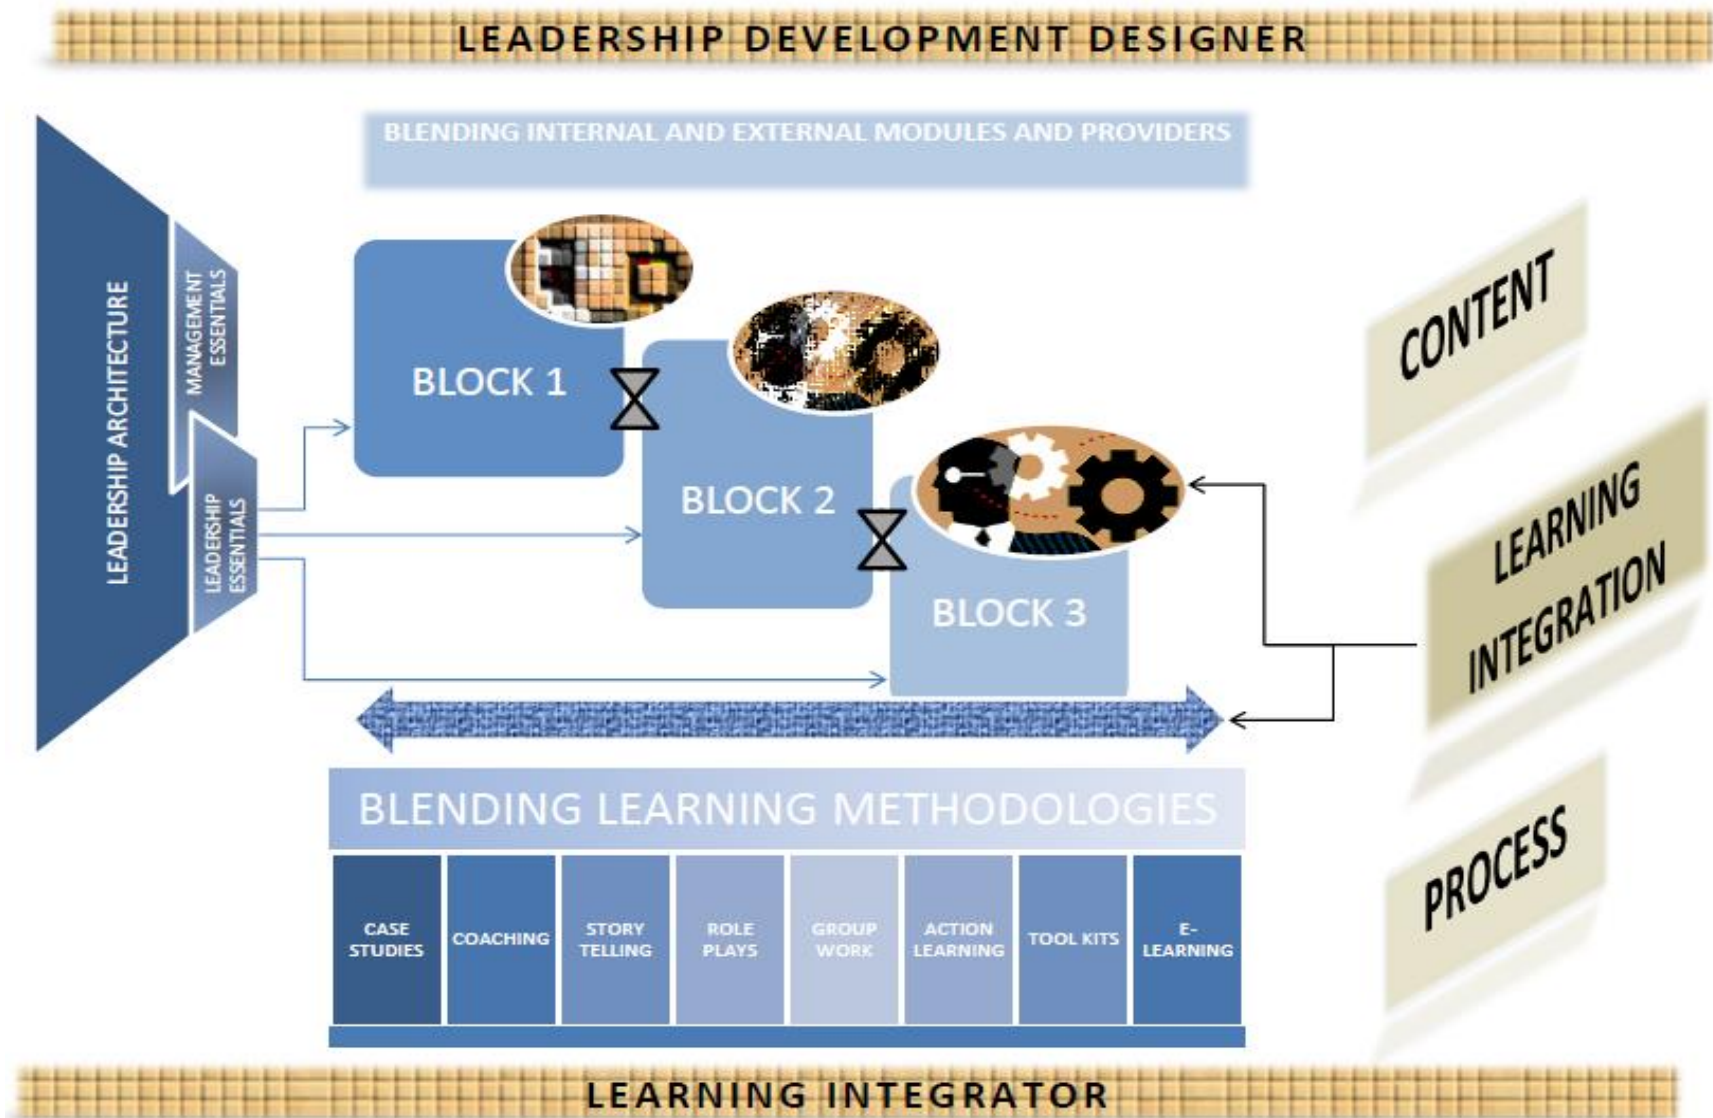 LEADERSHIP DEVELOPMENT DESIGNER
BLENDING INTERNAL AND EXTERNAL MODULES AND PROVIDERS
LEADERSHIP ARCHITECTURE
MANAGEMENT
ESSENTIALS
LEADERSHIP
ESSENTIALS
BLOCK 1
BLOCK 2
BLOCK 3
CONTENT
LEARNING
INTEGRATION
PROCESS
BLENDING LEARNING METHODOLOGIES
CASE
STUDIES
COACHING
STORY
TELLING
ROLE
PLAYS
GROUP
WORK
ACTION
LEARNING
TOOL KITS
E-
LEARNING
LEARNING INTEGRATOR